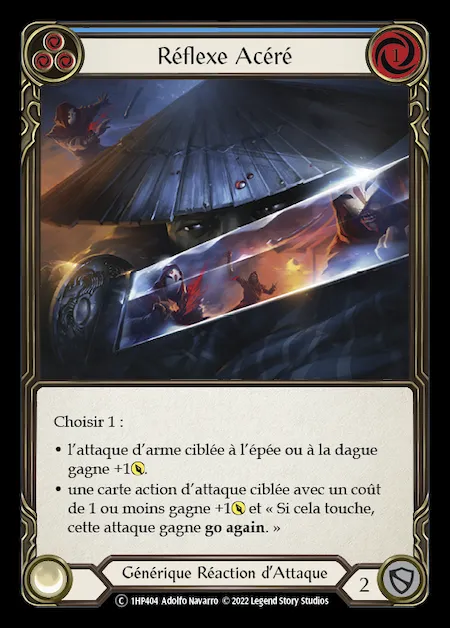 Réflexe Acéré
1
Choisir 1 :
• l'attaque d'arme ciblée à l'épée ou à la dague
gagne +1.
• une carte action d'attaque ciblée avec un coût
de 1 ou moins gagne +1 et « Si cela touche,
cette attaque gagne go again. »
Générique Réaction d'Attaque
2
C 1HP404 Adolfo Navarro © 2022 Legend Story Studios